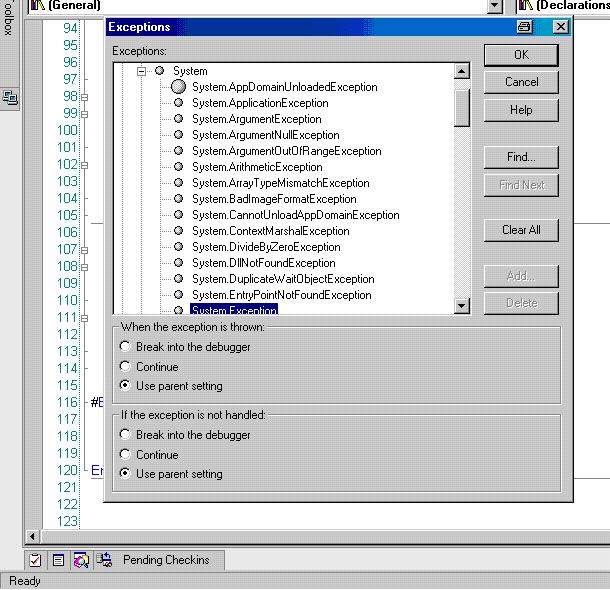 (General)
(Declarations
oolbox
Exceptions
Exceptions:
System
System.AppDomainUnloadedException
System.ApplicationException
System.ArgumentException
System.ArgumentNullException
System.ArgumentOutOfRangeException
System.ArithmeticException
System.ArrayTypeMismatchException
System.BadImageFormatException
System.CannotUnloadAppDomainException
System.ContextMarshalException
System.DivideByZeroException
System.DllNotFoundException
System.DuplicateWaitObjectException
System.EntryPointNotFoundException
System.Exception
OK
Cancel
Help
Find...
Find Next
Clear All
Add...
Delete
When the exception is thrown:
Break into the debugger
Continue
Use parent setting
If the exception is not handled:
Break into the debugger
Continue
Use parent setting
94
95
96
97
98
99
100
101
102
103
104
105
106
107
108
109
110
111
112
113
114
115
116 #E
117
118
119
120 En
121
122
123
Pending Checkins
Ready